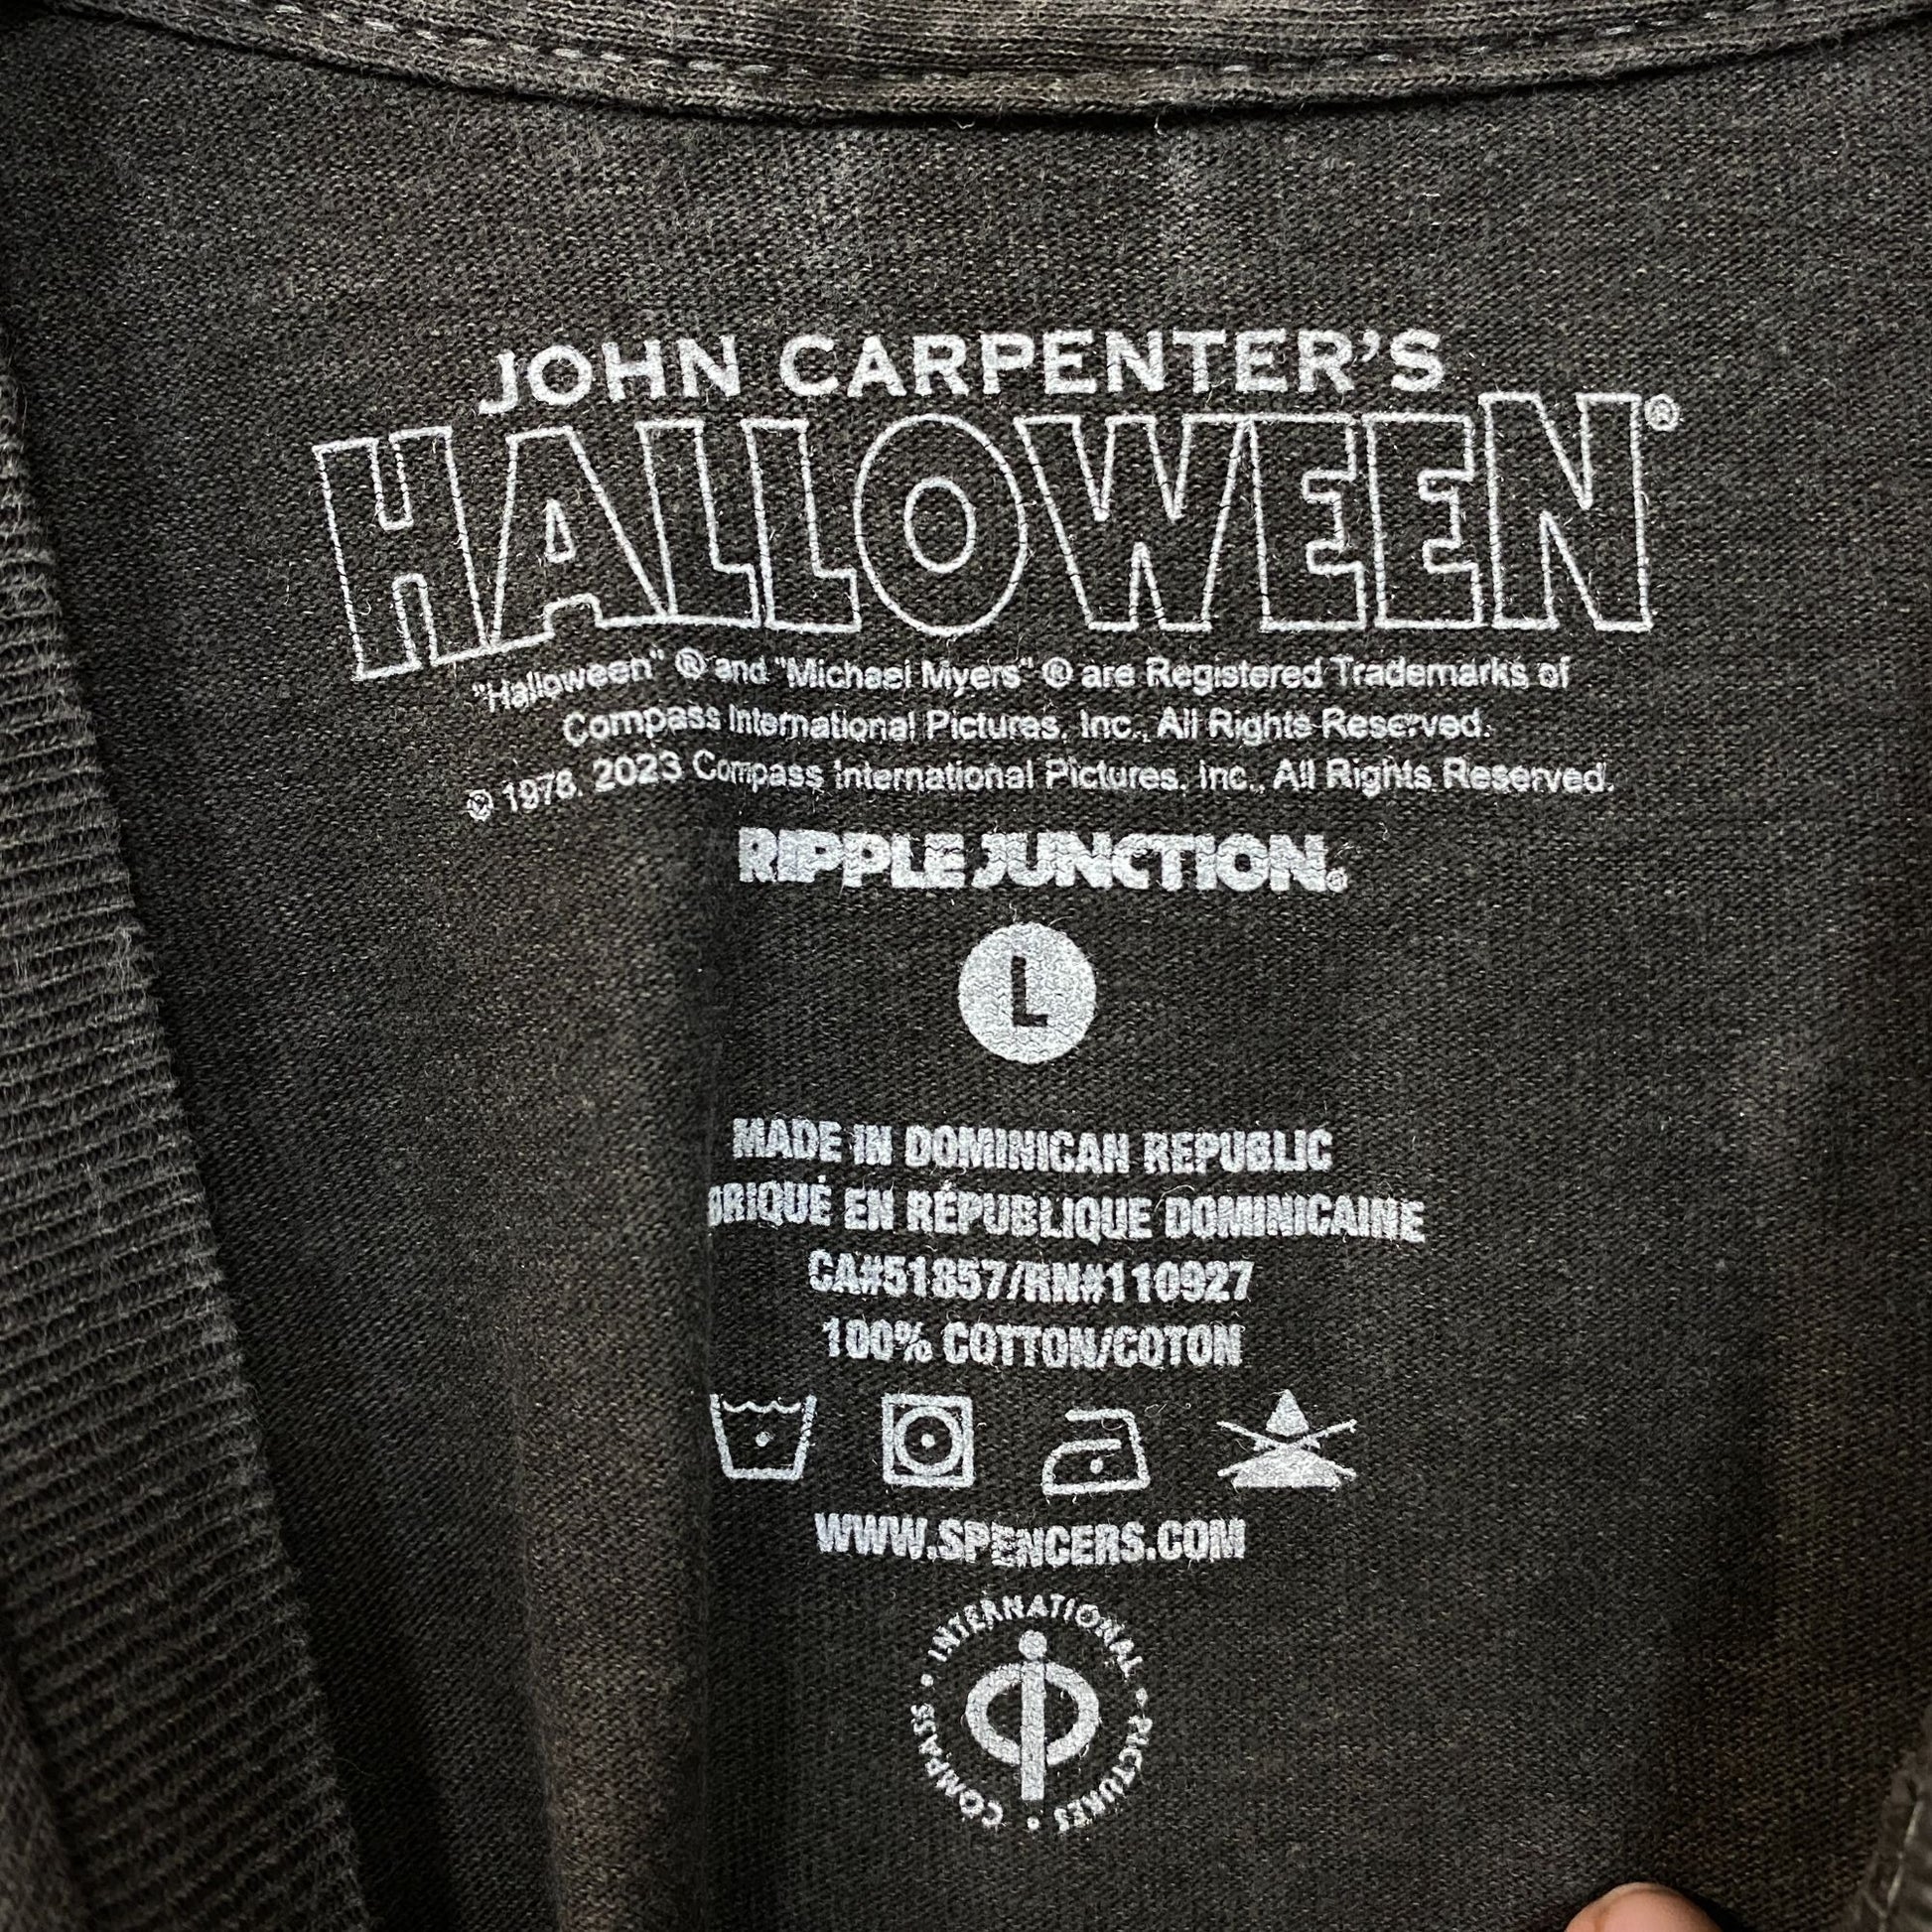 JOHN CARPENTER'S
HALLOWEEN®
"Halloween" ® and "Michael Myers" ® are Registered Trademarks of
Compass International Pictures, Inc., All Rights Reserved.
© 1978, 2023 Compass International Pictures, Inc., All Rights Reserved.
RIPPLE JUNCTION®
L
MADE IN DOMINICAN REPUBLIC
BRIQUÉ EN RÉPUBLIQUE DOMINICAINE
CA#51857/RN#110927
100% COTTON/COTON
WWW.SPENCERS.COM
COMPASS • INTERNATIONAL • PICTURES •